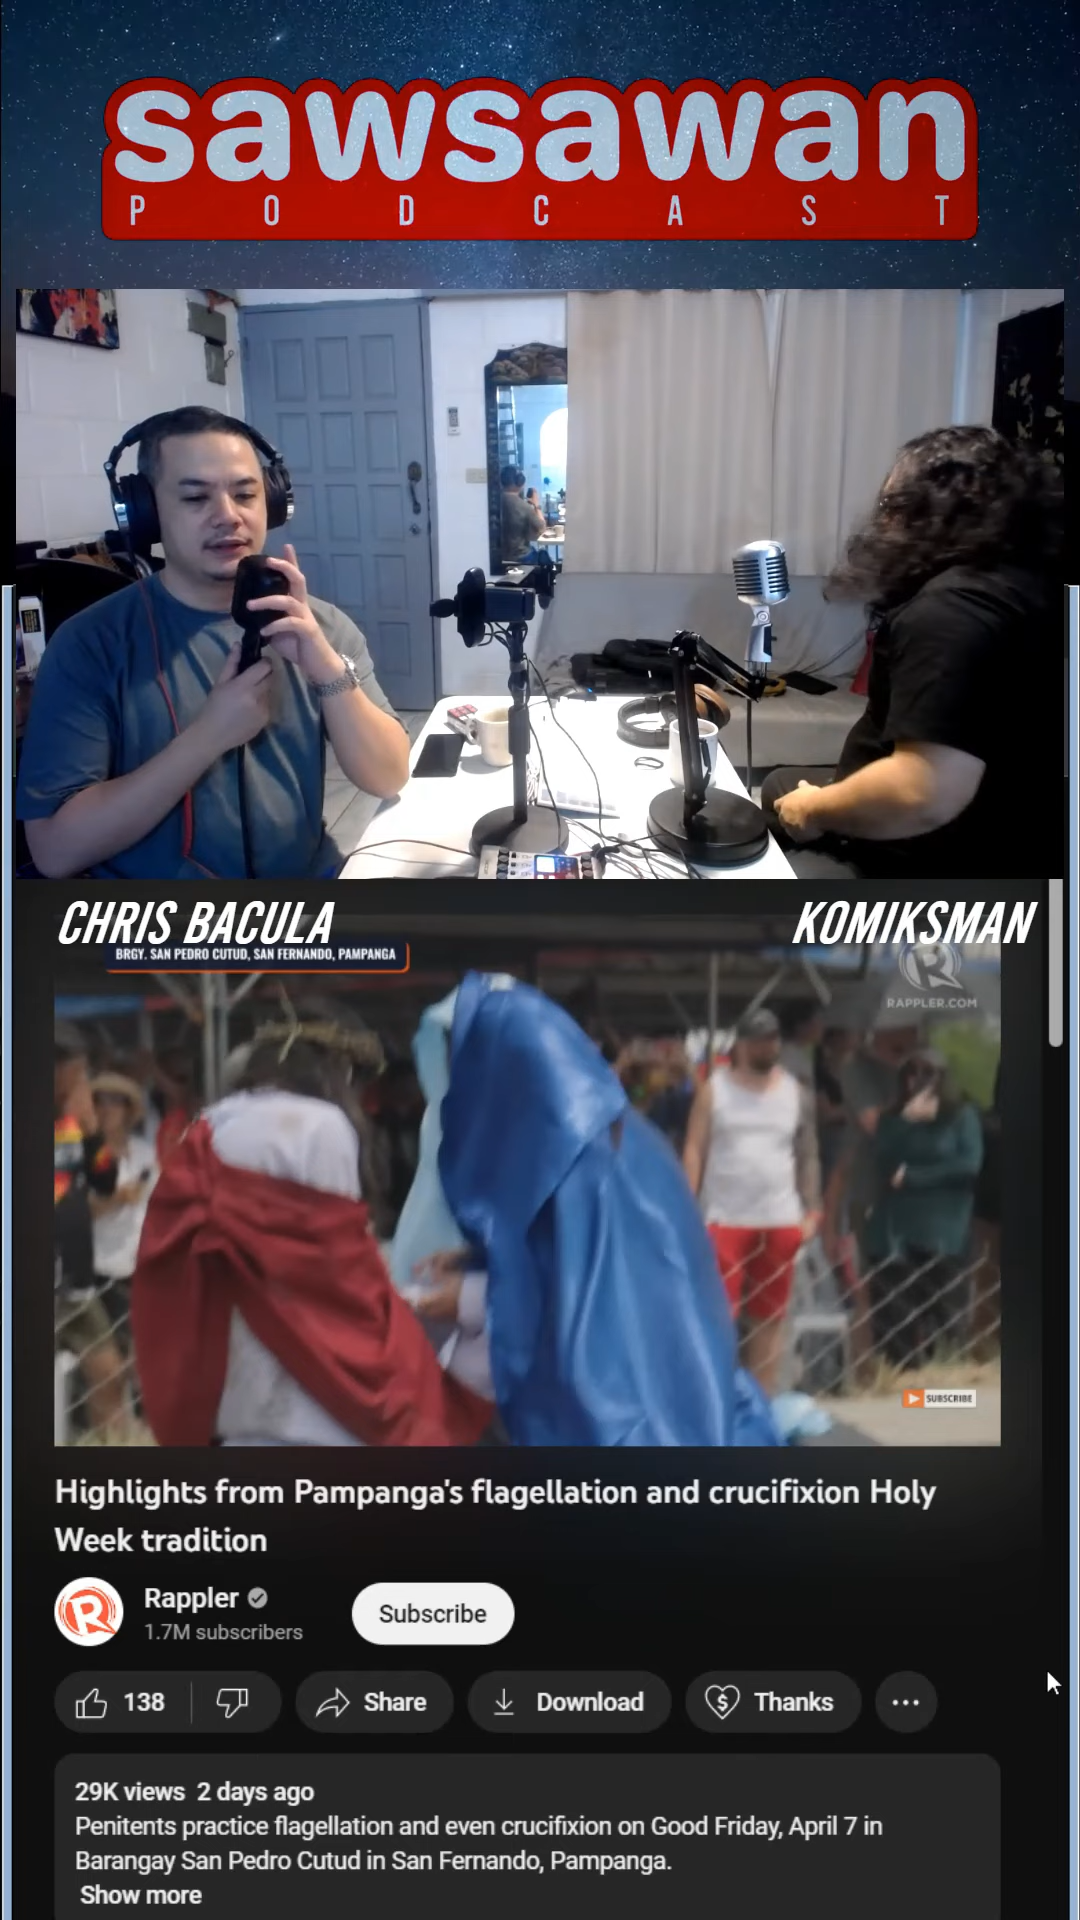 sawsawan
PODCAST
CHRIS BACULA
KOMIKSMAN
BRGY. SAN PEDRO CUTUD, SAN FERNANDO, PAMPANGA
RAPPLER.COM
SUBSCRIBE
Highlights from Pampanga's flagellation and crucifixion Holy
Week tradition
Rappler
1.7M subscribers
Subscribe
138
Share
Download
Thanks
29K views 2 days ago
Penitents practice flagellation and even crucifixion on Good Friday, April 7 in
Barangay San Pedro Cutud in San Fernando, Pampanga.
Show more